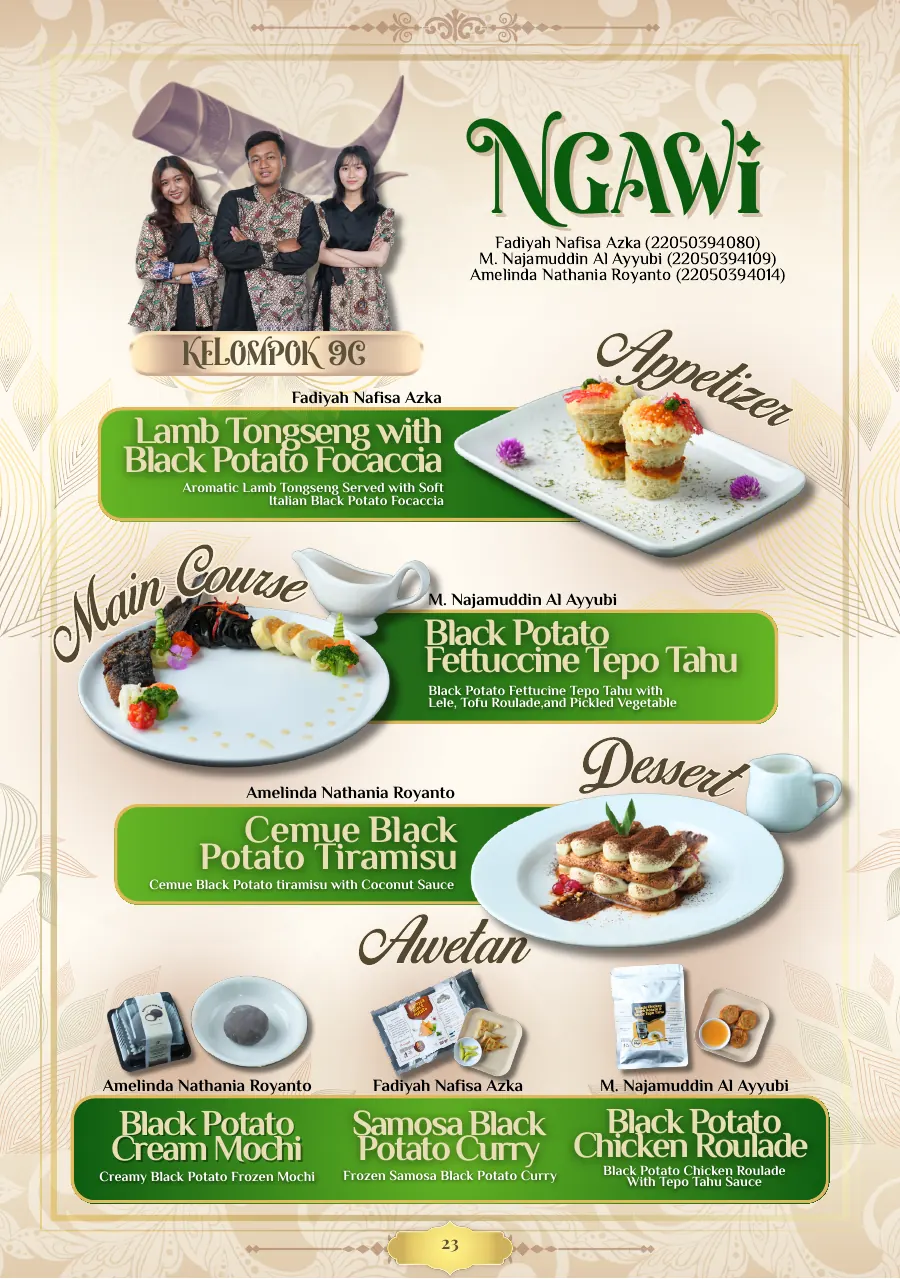 NGAWi
Fadiyah Nafisa Azka (22050394080)
M. Najamuddin Al Ayyubi (22050394109)
Amelinda Nathania Royanto (22050394014)
KELOMPOK 9C
Appetizer
Fadiyah Nafisa Azka
Lamb Tongseng with
Black Potato Focaccia
Aromatic Lamb Tongseng Served with Soft
Italian Black Potato Focaccia
Main Course
M. Najamuddin Al Ayyubi
Black Potato
Fettuccine Tepo Tahu
Black Potato Fettucine Tepo Tahu with
Lele, Tofu Roulade,and Pickled Vegetable
Dessert
Amelinda Nathania Royanto
Cemue Black
Potato Tiramisu
Cemue Black Potato tiramisu with Coconut Sauce
Awetan
Amelinda Nathania Royanto
Black Potato
Cream Mochi
Creamy Black Potato Frozen Mochi
Fadiyah Nafisa Azka
Samosa Black
Potato Curry
Frozen Samosa Black Potato Curry
M. Najamuddin Al Ayyubi
Black Potato
Chicken Roulade
Black Potato Chicken Roulade
With Tepo Tahu Sauce
23